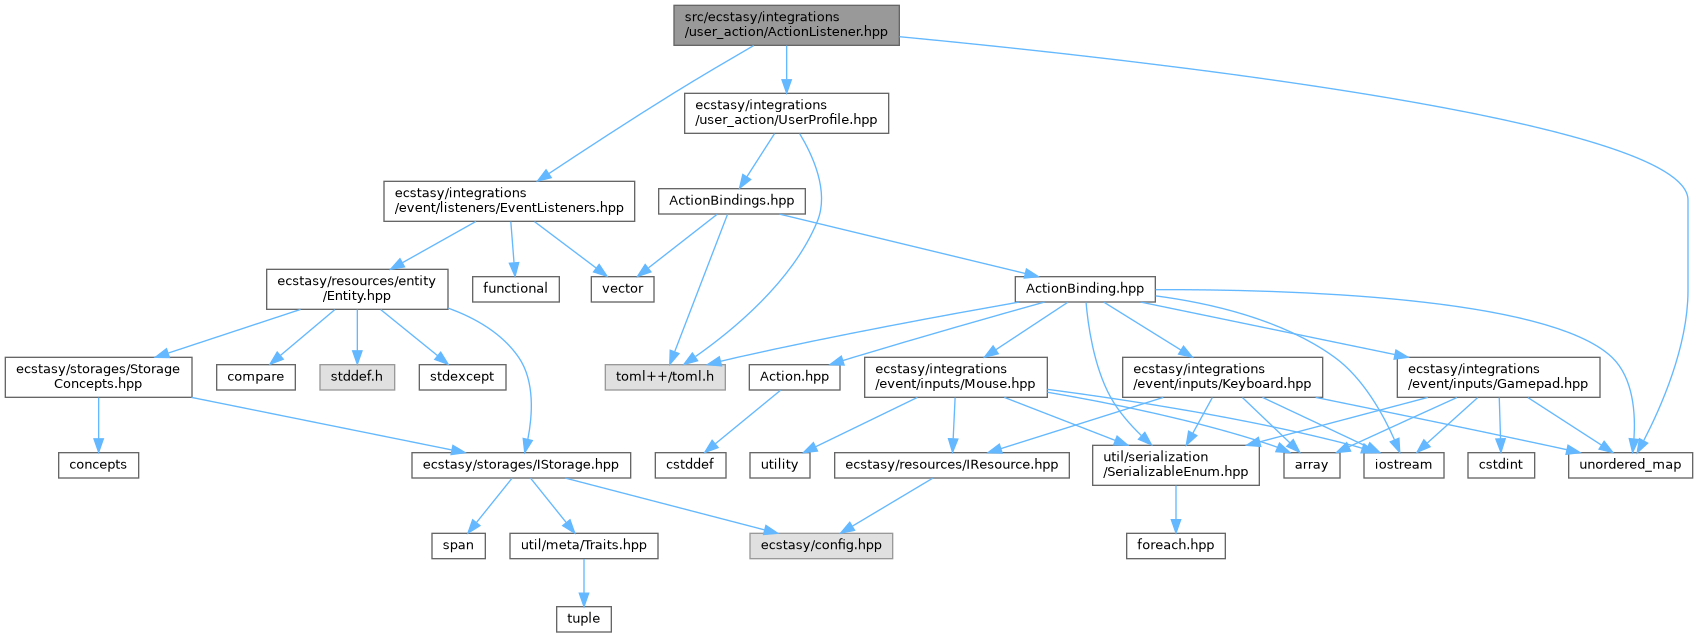 src/ecstasy/integrations
/user_action/ActionListener.hpp
ecstasy/integrations
/user_action/UserProfile.hpp
ecstasy/integrations
/event/listeners/EventListeners.hpp
ActionBindings.hpp
ecstasy/resources/entity
/Entity.hpp
functional
vector
ActionBinding.hpp
ecstasy/storages/Storage
Concepts.hpp
compare
stddef.h
stdexcept
toml++/toml.h
Action.hpp
ecstasy/integrations
/event/inputs/Mouse.hpp
ecstasy/integrations
/event/inputs/Keyboard.hpp
ecstasy/integrations
/event/inputs/Gamepad.hpp
concepts
ecstasy/storages/IStorage.hpp
cstddef
utility
ecstasy/resources/IResource.hpp
util/serialization
/SerializableEnum.hpp
array
iostream
cstdint
unordered_map
span
util/meta/Traits.hpp
ecstasy/config.hpp
foreach.hpp
tuple